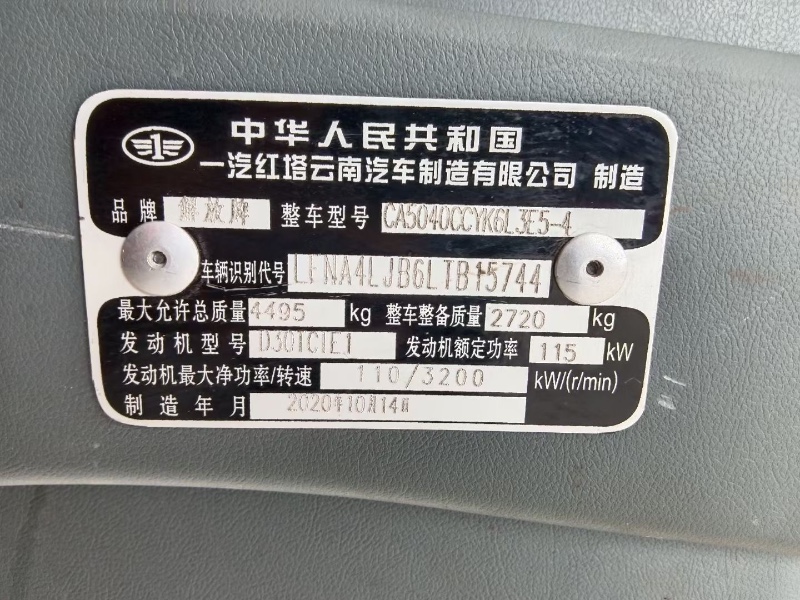 中华人民共和国
一汽红塔云南汽车制造有限公司 制造
品牌 解放牌 整车型号 CA5040CCYK6L3E5-4
车辆识别代号 LFNA4LJB6LTB15744
最大允许总质量 4495 kg 整车整备质量 2720 kg
发动机型号 D30TCIE1 发动机额定功率 115 kW
发动机最大净功率/转速 110/3200 kW/(r/min)
制造年月 2020年10月14日